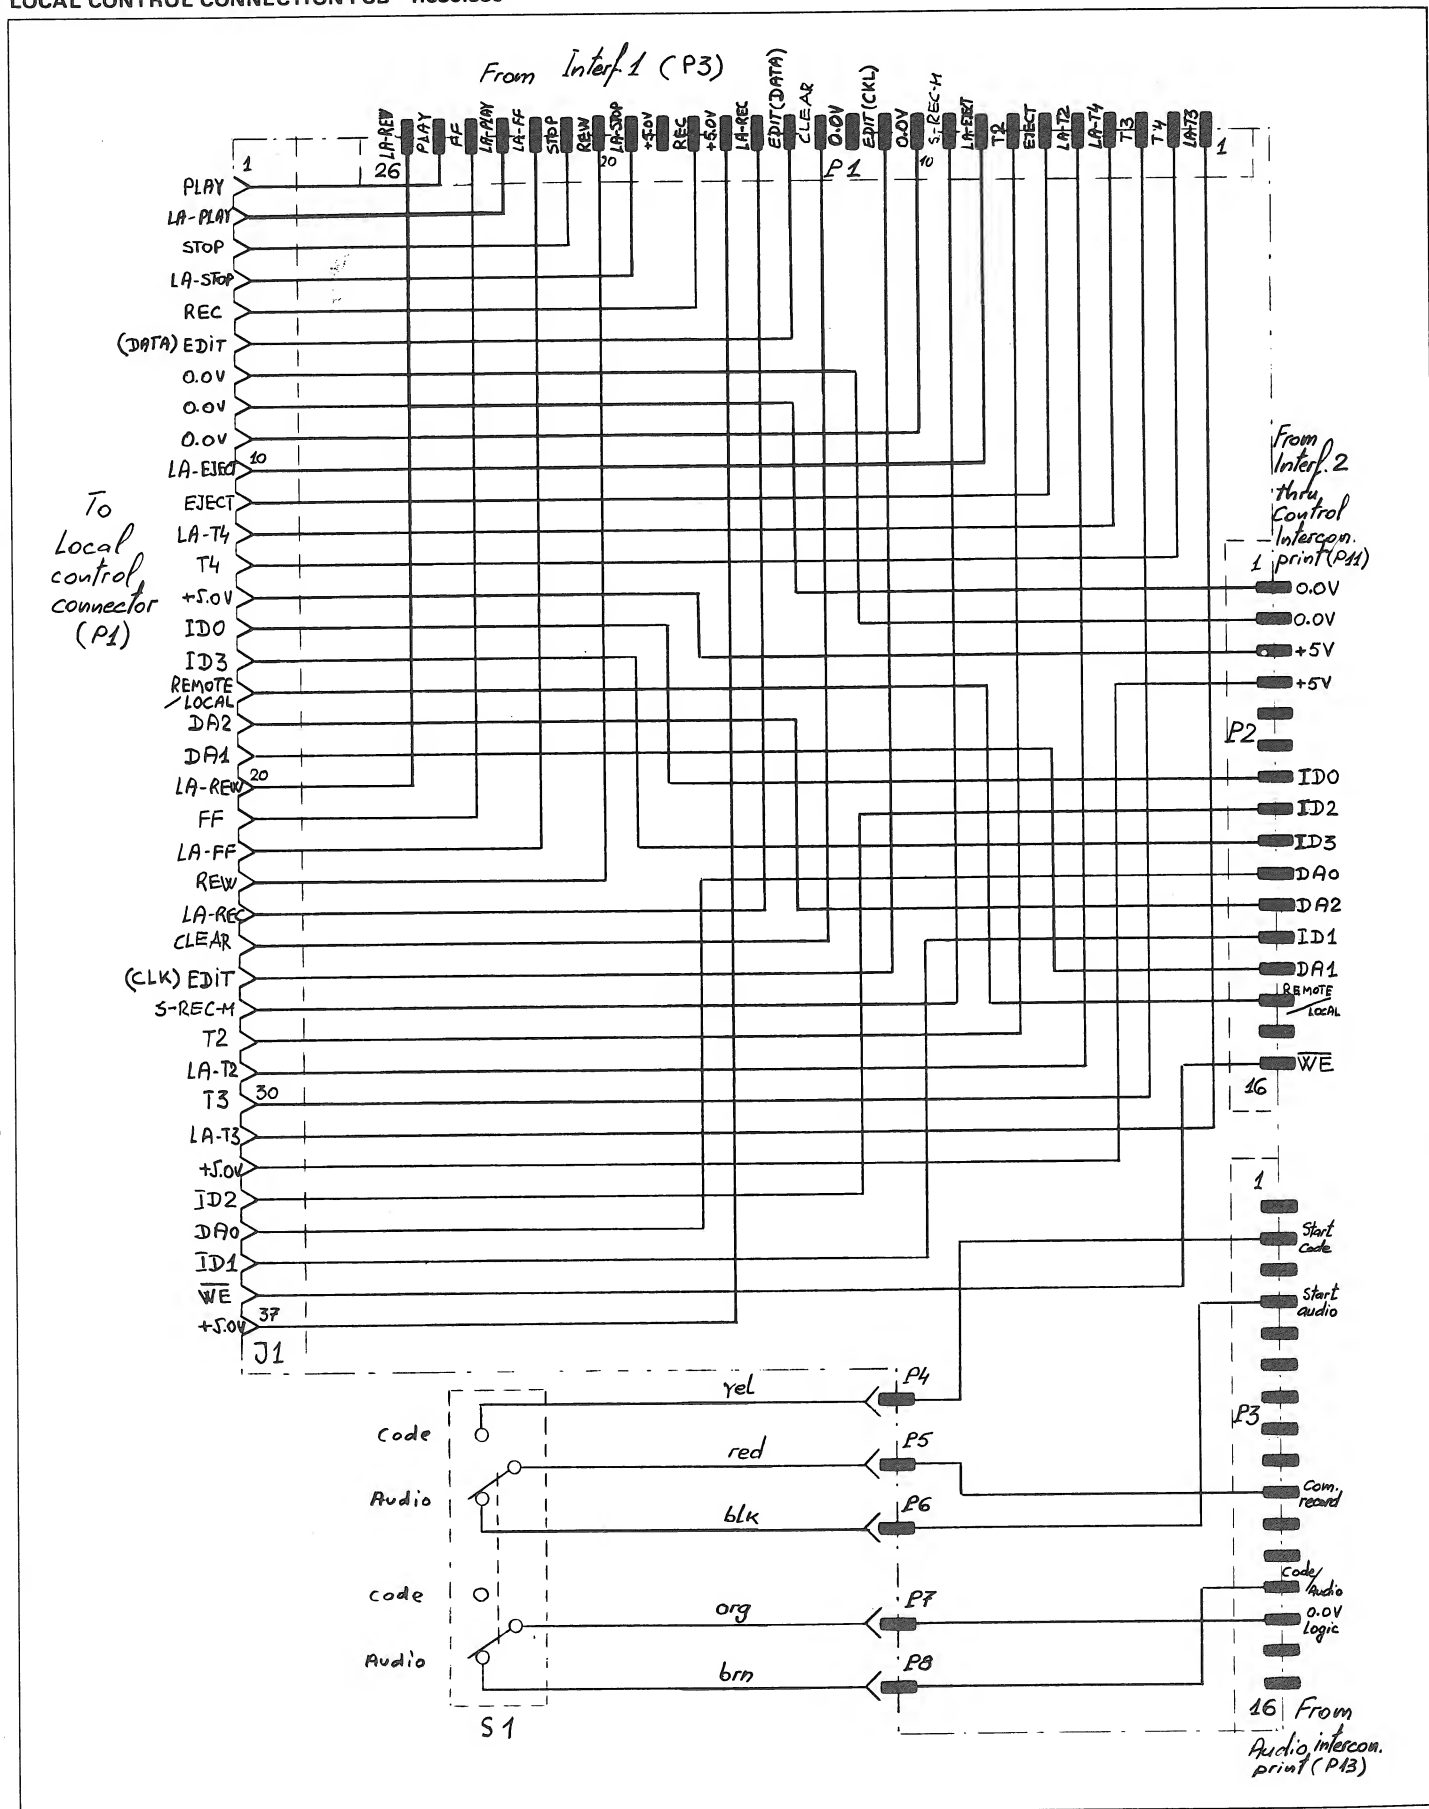 LOCAL CONTROL CONNECTION PCB
From Interf. 1 (P3)
LA-REW
PLAY
FF
LA-PLAY
LA-FF
STOP
REW
LA-STOP
+5.0V
REC
+5.0V
LA-REC
EDIT(DATA)
CLEAR
0.0V
EDIT(CKL)
0.0V
S-REC-M
LA-EJECT
T2
EJECT
LA-T2
LA-T4
T3
T4
LA-T3
26
20
P1
10
1
1
PLAY
LA-PLAY
STOP
LA-STOP
REC
(DATA) EDIT
0.0V
0.0V
0.0V
LA-EJECT
10
EJECT
LA-T4
T4
+5.0V
ID0
ID3
REMOTE
/LOCAL
DA2
DA1
LA-REW
20
FF
LA-FF
REW
LA-REC
CLEAR
(CLK) EDIT
S-REC-M
T2
LA-T2
T3
30
LA-T3
+5.0V
ID2
DA0
ID1
WE
+5.0V
37
J1
To
Local
control
connector
(P1)
From
Interf. 2
thru
Control
Intercon.
print (P11)
1
0.0V
0.0V
+5V
+5V
P2
ID0
ID2
ID3
DA0
DA2
ID1
DA1
REMOTE
/LOCAL
WE
16
1
Start
Code
Start
audio
P3
Com.
record
Code/
Audio
0.0V
Logic
16
From
Audio intercon.
print (P13)
yel
P4
Code
red
P5
Audio
blk
P6
Code
org
P7
Audio
brn
P8
S1